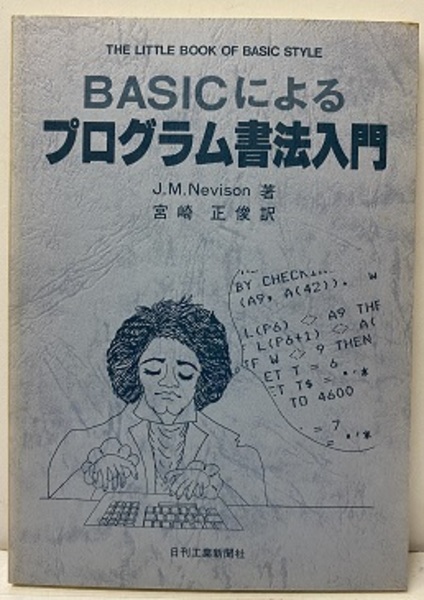 THE LITTLE BOOK OF BASIC STYLE
BASICによる
プログラム書法入門
J.M.Nevison 著
宮崎 正俊訳
BY CHECK
(A9, A(42)). W
L(P6) <> A9 THE
L(P6+1) <> A(
F W <> 9 THEN
ET T = 6
ET T$ =
TO 4600
= 7
=
日刊工業新聞社